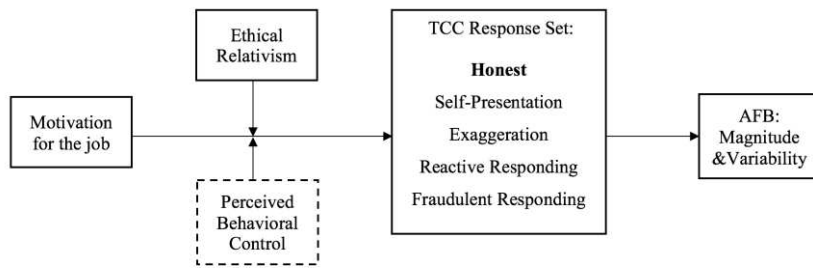 Ethical
Relativism
TCC Response Set:
Honest
Self-Presentation
Exaggeration
Reactive Responding
Fraudulent Responding
Motivation
for the job
AFB:
Magnitude
&Variability
Perceived
Behavioral
Control